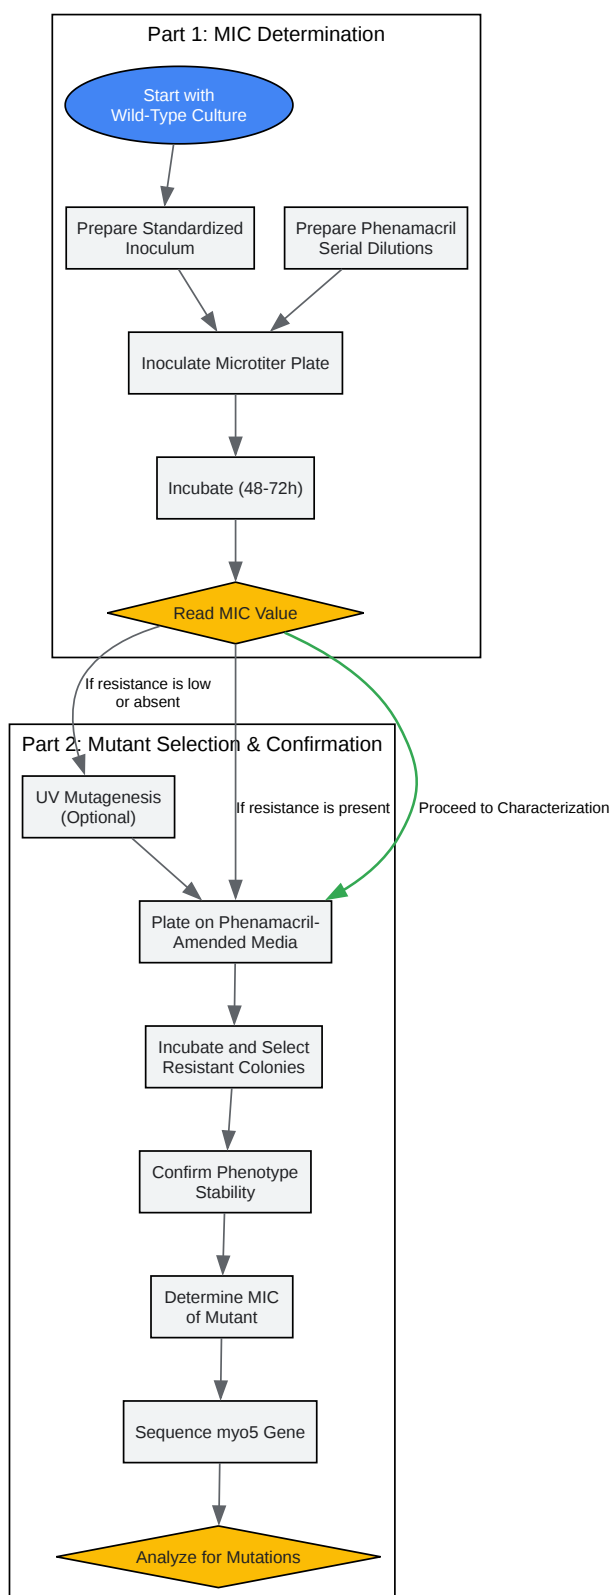 Part 1: MIC Determination
Start with
Wild-Type Culture
Prepare Standardized
Inoculum
Prepare Phenamacril
Serial Dilutions
Inoculate Microtiter Plate
Incubate (48-72h)
Read MIC Value
If resistance is low
or absent
Part 2: Mutant Selection & Confirmation
UV Mutagenesis
(Optional)
If resistance is present
Proceed to Characterization
Plate on Phenamacril-
Amended Media
Incubate and Select
Resistant Colonies
Confirm Phenotype
Stability
Determine MIC
of Mutant
Sequence myo5 Gene
Analyze for Mutations